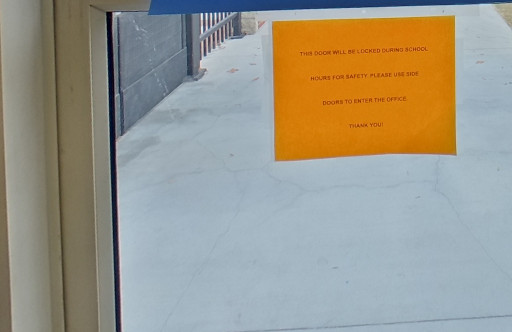 THIS DOOR WILL BE LOCKED DURING SCHOOL
HOURS FOR SAFETY. PLEASE USE SIDE
DOORS TO ENTER THE OFFICE.
THANK YOU!